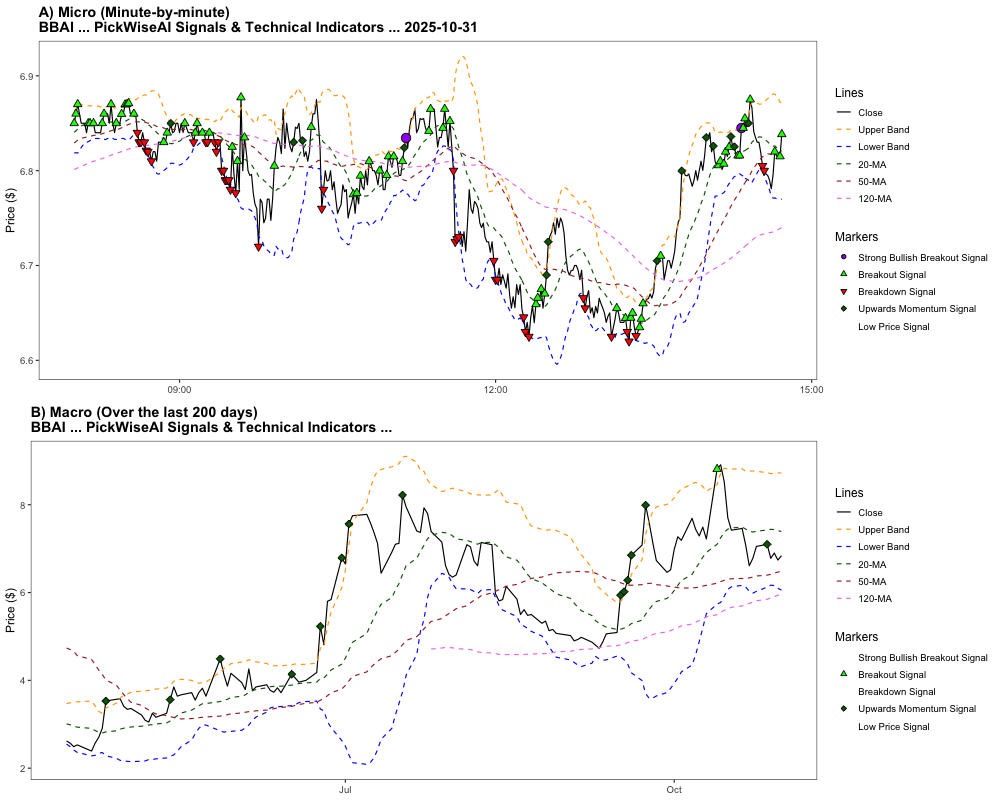 A) Micro (Minute-by-minute)
BBAI ... PickWiseAI Signals & Technical Indicators ... 2025-10-31
Price ($)
6.9
6.8
6.7
6.6
09:00
12:00
15:00
Lines
Close
Upper Band
Lower Band
20-MA
50-MA
120-MA
Markers
Strong Bullish Breakout Signal
Breakout Signal
Breakdown Signal
Upwards Momentum Signal
Low Price Signal
B) Macro (Over the last 200 days)
BBAI ... PickWiseAI Signals & Technical Indicators ...
Price ($)
8
6
4
2
Jul
Oct
Lines
Close
Upper Band
Lower Band
20-MA
50-MA
120-MA
Markers
Strong Bullish Breakout Signal
Breakout Signal
Breakdown Signal
Upwards Momentum Signal
Low Price Signal